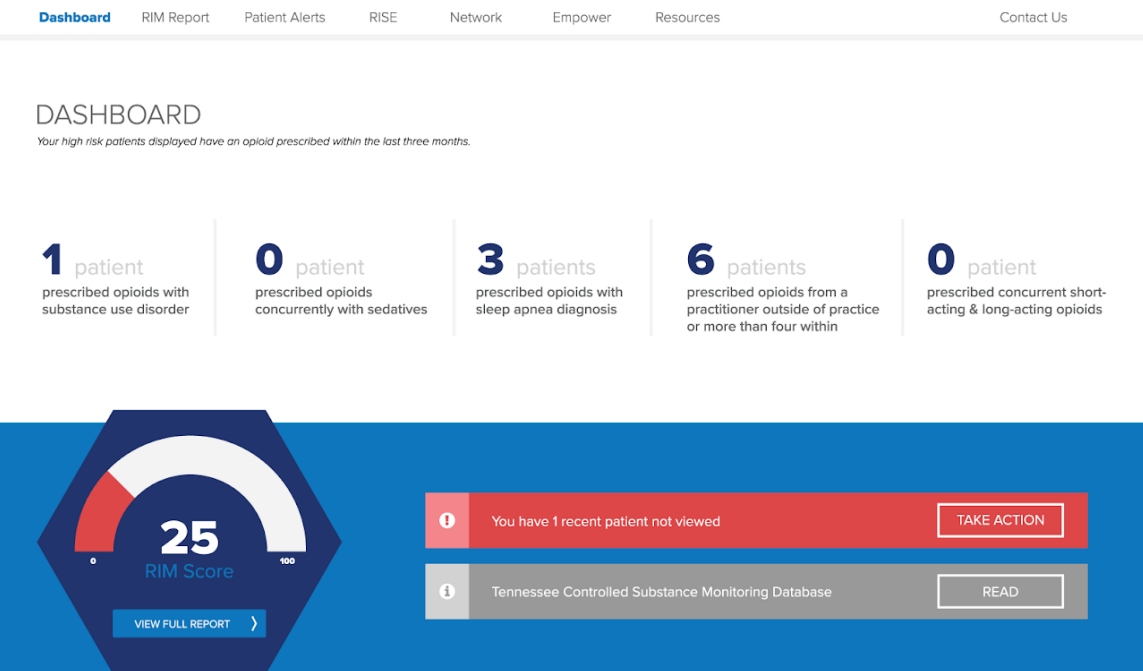 Dashboard RIM Report Patient Alerts RISE Network Empower Resources Contact Us
DASHBOARD
Your high risk patients displayed have an opioid prescribed within the last three months.
1 patient
prescribed opioids with
substance use disorder
0 patient
prescribed opioids
concurrently with sedatives
3 patients
prescribed opioids with
sleep apnea diagnosis
6 patients
prescribed opioids from a
practitioner outside of practice
or more than four within
0 patient
prescribed concurrent short-
acting & long-acting opioids
25
0 100
RIM Score
VIEW FULL REPORT
You have 1 recent patient not viewed TAKE ACTION
Tennessee Controlled Substance Monitoring Database READ